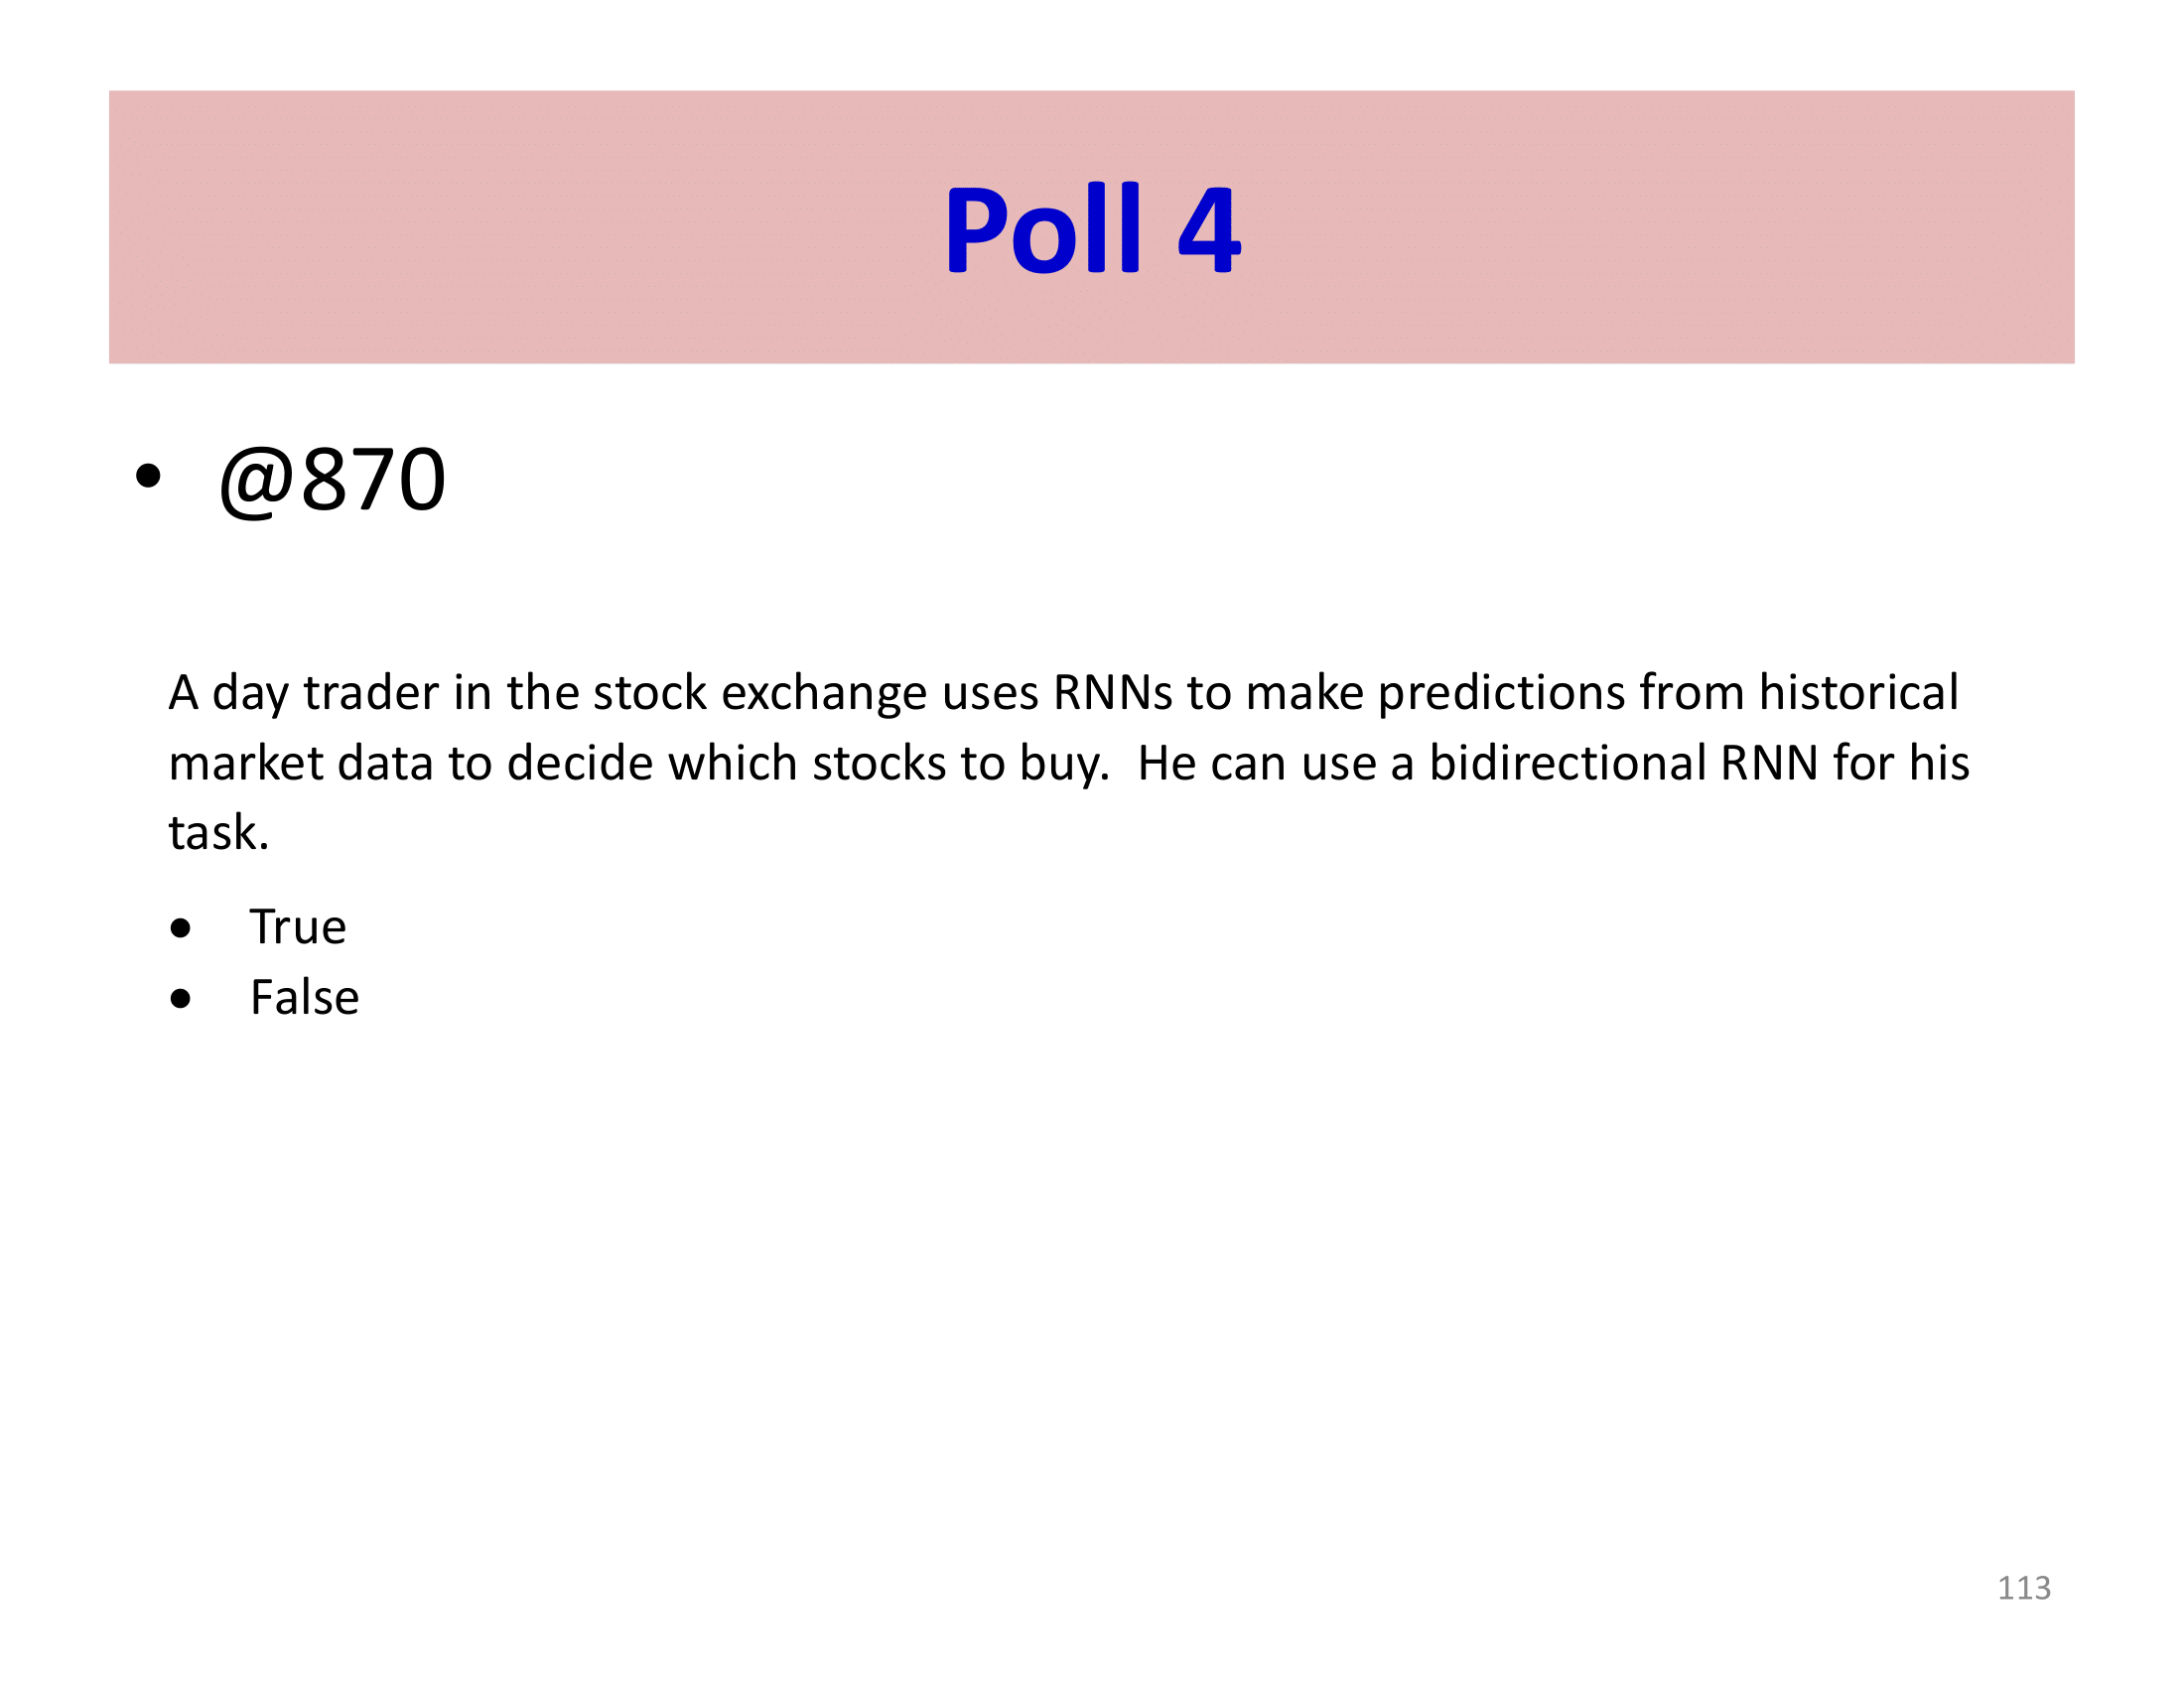 Poll 4
• @870
A day trader in the stock exchange uses RNNs to make predictions from historical
market data to decide which stocks to buy.  He can use a bidirectional RNN for his
task.
• True
• False
113